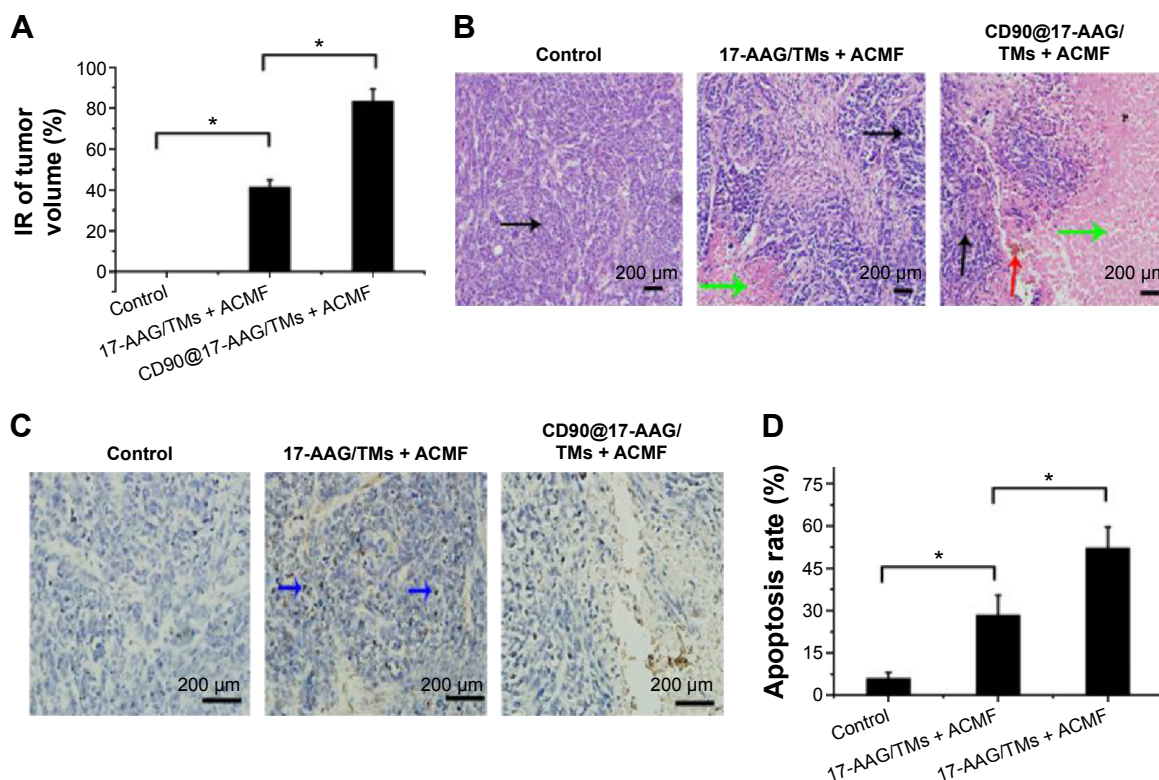 A
IR of tumor
volume (%)
100
80
60
40
20
0
*
*
Control
17-AAG/TMs + ACMF
CD90@17-AAG/TMs + ACMF
B
Control
17-AAG/TMs + ACMF
CD90@17-AAG/
TMs + ACMF
200 µm
200 µm
200 µm
C
Control
17-AAG/TMs + ACMF
CD90@17-AAG/
TMs + ACMF
200 µm
200 µm
200 µm
D
Apoptosis rate (%)
75
60
45
30
15
0
*
*
Control
17-AAG/TMs + ACMF
17-AAG/TMs + ACMF